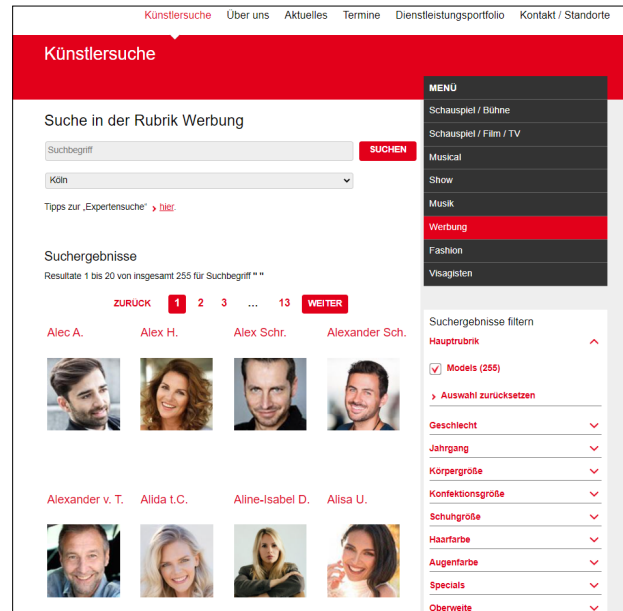 Künstlersuche Über uns Aktuelles Termine Dienstleistungsportfolio Kontakt / Standorte
Künstlersuche
MENÜ
Schauspiel / Bühne
Schauspiel / Film / TV
Musical
Show
Musik
Werbung
Fashion
Visagisten
Suche in der Rubrik Werbung
Suchbegriff SUCHEN
Köln
Tipps zur „Expertensuche" › hier.
Suchergebnisse
Resultate 1 bis 20 von insgesamt 255 für Suchbegriff " "
ZURÜCK 1 2 3 ... 13 WEITER
Alec A. Alex H. Alex Schr. Alexander Sch.
Alexander v. T. Alida t.C. Aline-Isabel D. Alisa U.
Suchergebnisse filtern
Hauptrubrik
Models (255)
› Auswahl zurücksetzen
Geschlecht
Jahrgang
Körpergröße
Konfektionsgröße
Schuhgröße
Haarfarbe
Augenfarbe
Specials
Oberweite